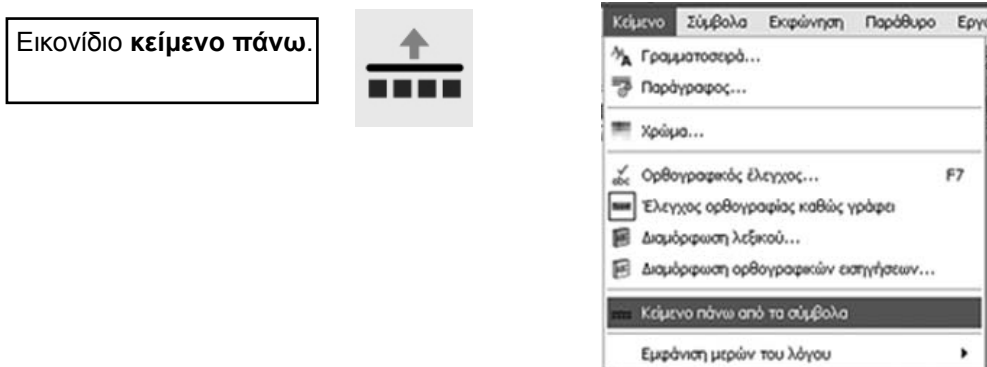 Εικονίδιο κείμενο πάνω.
Κείμενο Σύμβολα Εκφώνηση Παράθυρο
Γραμματοσειρά...
Παράγραφος...
Χρώμα...
Ορθογραφικός έλεγχος... F7
Έλεγχος ορθογραφίας καθώς γράφει
Διαμόρφωση λεξικού...
Διαμόρφωση ορθογραφικών εισηγήσεων...
Κείμενο πάνω από τα σύμβολα
Εμφάνιση μερών του λόγου